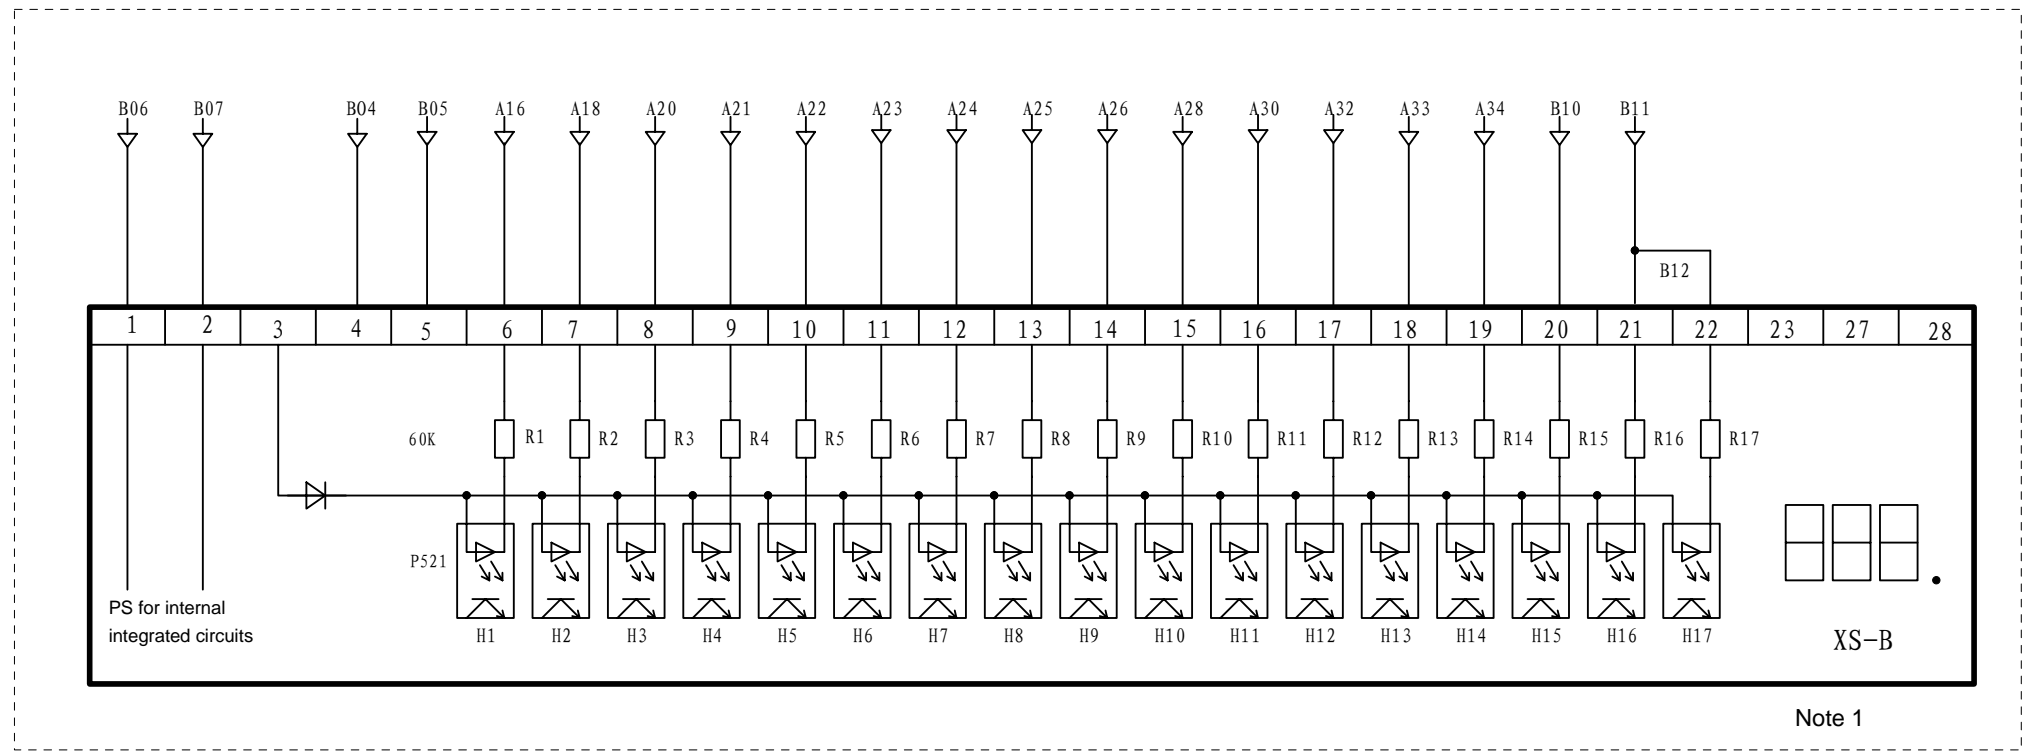 B06 B07 B04 B05 A16 A18 A20 A21 A22 A23 A24 A25 A26 A28 A30 A32 A33 A34 B10 B11
B12
1 2 3 4 5 6 7 8 9 10 11 12 13 14 15 16 17 18 19 20 21 22 23 27 28
60K R1 R2 R3 R4 R5 R6 R7 R8 R9 R10 R11 R12 R13 R14 R15 R16 R17
P521
PS for internal
integrated circuits
H1 H2 H3 H4 H5 H6 H7 H8 H9 H10 H11 H12 H13 H14 H15 H16 H17
XS-B
Note 1